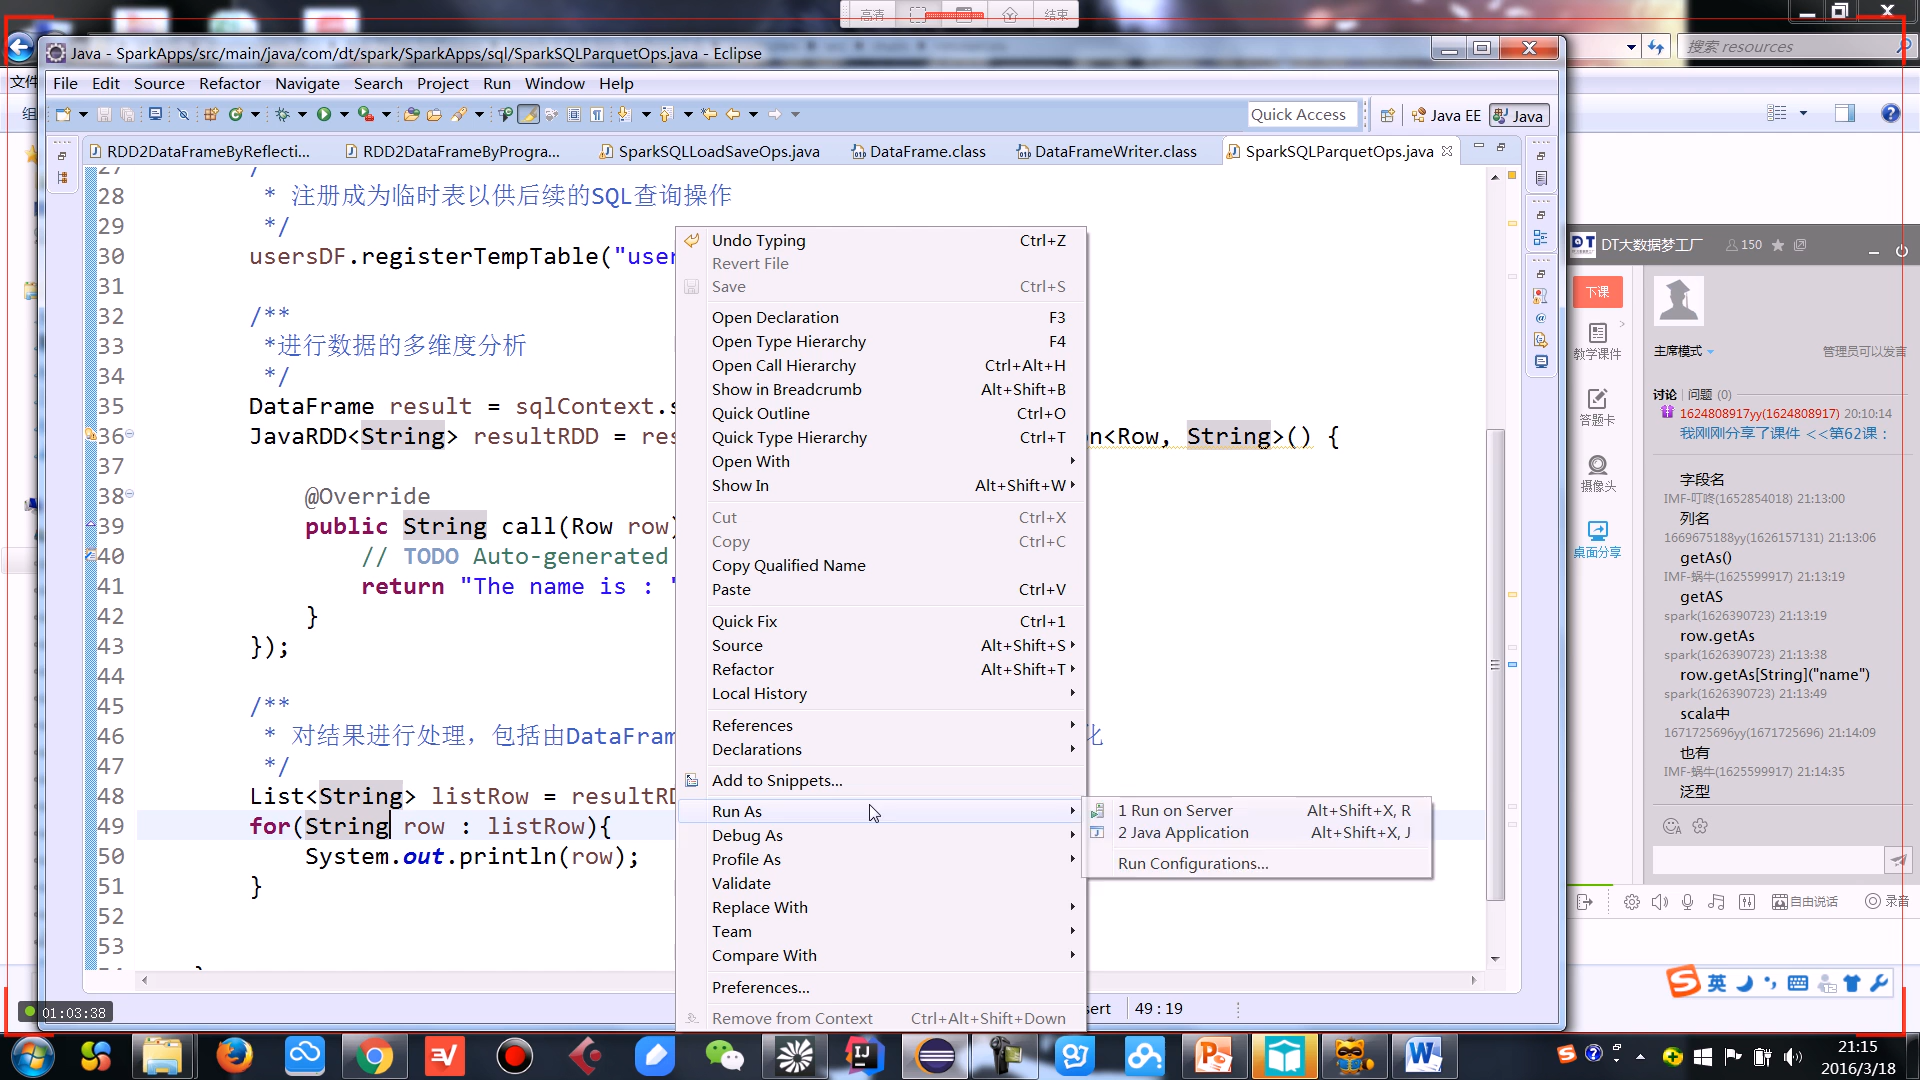 高清
结束
Java - SparkApps/src/main/java/com/dt/spark/SparkApps/sql/SparkSQLParquetOps.java - Eclipse
搜索 resources
文件
File Edit Source Refactor Navigate Search Project Run Window Help
组
Quick Access
Java EE
Java
RDD2DataFrameByReflecti...
RDD2DataFrameByProgra...
SparkSQLLoadSaveOps.java
DataFrame.class
DataFrameWriter.class
SparkSQLParquetOps.java
27 /
28 * 注册成为临时表以供后续的SQL查询操作
29 */
30 usersDF.registerTempTable("user
31
32 /**
33 *进行数据的多维度分析
34 */
35 DataFrame result = sqlContext.s
36 JavaRDD<String> resultRDD = res
n<Row, String>() {
37
38 @Override
39 public String call(Row row)
40 // TODO Auto-generated
41 return "The name is : "
42 }
43 });
44
45 /**
46 * 对结果进行处理，包括由DataFram
化
47 */
48 List<String> listRow = resultRD
49 for(String row : listRow){
50 System.out.println(row);
51 }
52
53
Undo Typing Ctrl+Z
Revert File
Save Ctrl+S
Open Declaration F3
Open Type Hierarchy F4
Open Call Hierarchy Ctrl+Alt+H
Show in Breadcrumb Alt+Shift+B
Quick Outline Ctrl+O
Quick Type Hierarchy Ctrl+T
Open With
Show In Alt+Shift+W
Cut Ctrl+X
Copy Ctrl+C
Copy Qualified Name
Paste Ctrl+V
Quick Fix Ctrl+1
Source Alt+Shift+S
Refactor Alt+Shift+T
Local History
References
Declarations
Add to Snippets...
Run As
Debug As
Profile As
Validate
Replace With
Team
Compare With
Preferences...
Remove from Context Ctrl+Alt+Shift+Down
1 Run on Server Alt+Shift+X, R
2 Java Application Alt+Shift+X, J
Run Configurations...
ert
49 : 19
01:03:38
DT大数据梦工厂 150
下课
教学课件
答题卡
摄像头
桌面分享
主席模式
管理员可以发言
讨论 问题 (0)
1624808917yy(1624808917) 20:10:14
我刚刚分享了课件 <<第62课：
字段名
IMF-叮咚(1652854018) 21:13:00
列名
1669675188yy(1626157131) 21:13:06
getAs()
IMF-蜗牛(1625599917) 21:13:19
getAS
spark(1626390723) 21:13:19
row.getAs
spark(1626390723) 21:13:38
row.getAs[String]("name")
spark(1626390723) 21:13:49
scala中
1671725696yy(1671725696) 21:14:09
也有
IMF-蜗牛(1625599917) 21:14:35
泛型
自由说话
录音
英
21:15
2016/3/18